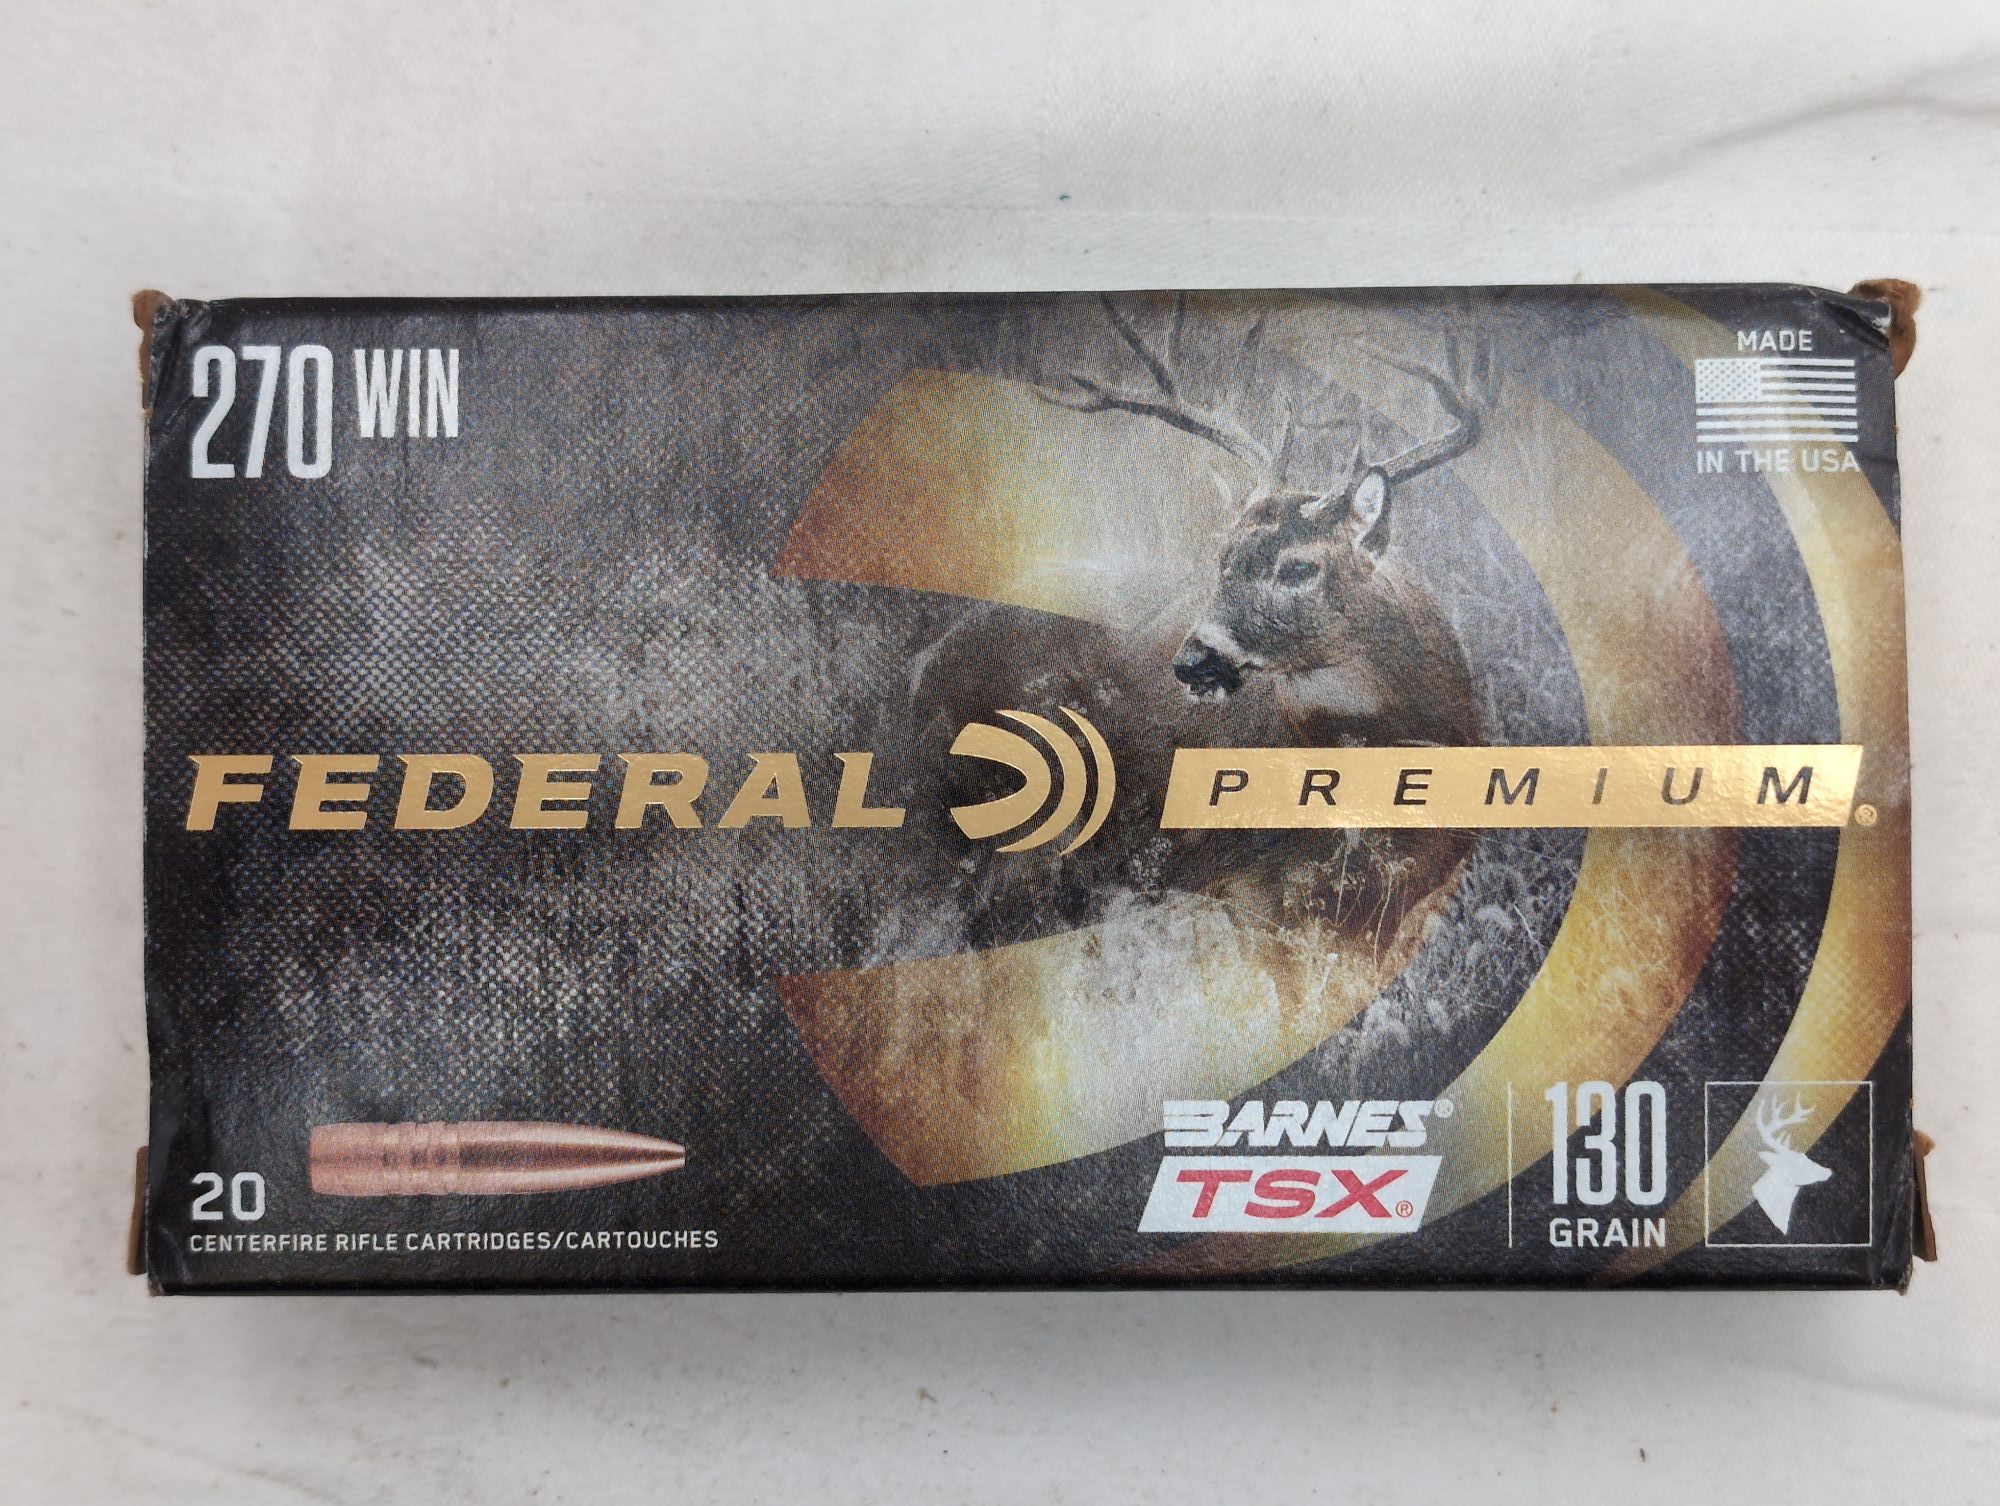 270 WIN
MADE
IN THE USA
FEDERAL PREMIUM®
20
CENTERFIRE RIFLE CARTRIDGES/CARTOUCHES
BARNES®
TSX®
130
GRAIN